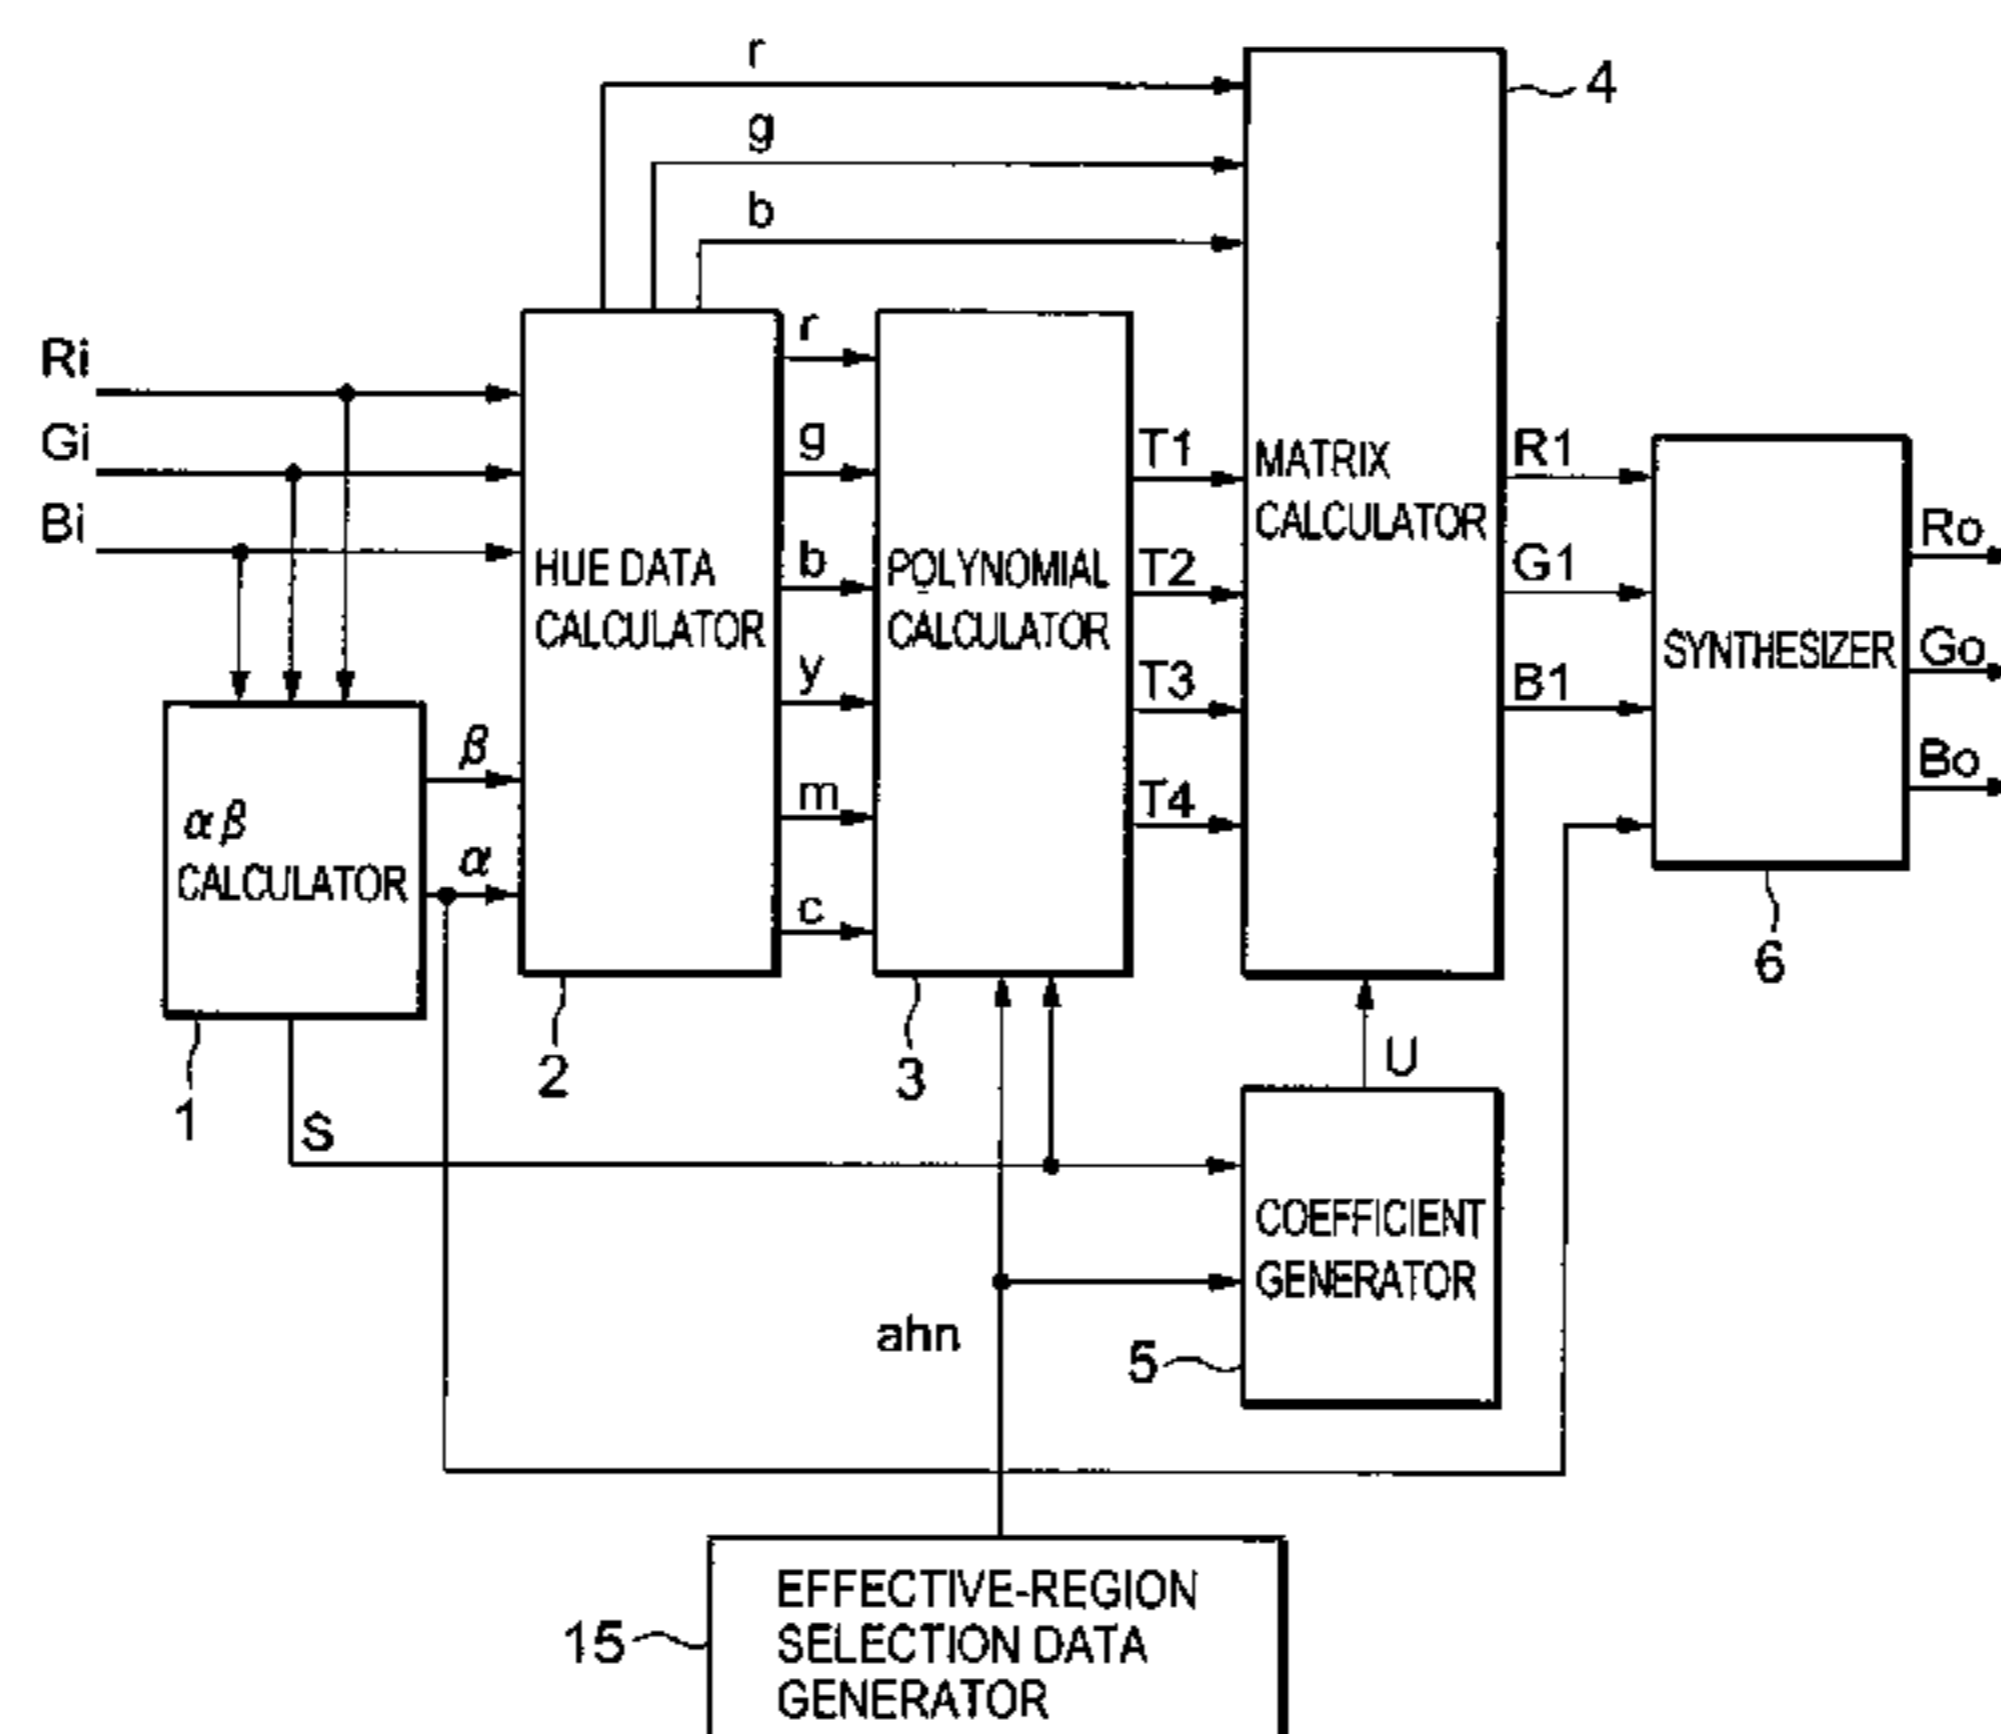 r
4
g
b
Ri
r
Gi
g
T1
MATRIX
CALCULATOR
R1
Bi
Ro
HUE DATA
CALCULATOR
b
POLYNOMIAL
CALCULATOR
T2
G1
SYNTHESIZER
Go
y
T3
B1
β
m
T4
Bo
αβ
CALCULATOR
α
c
6
1
2
3
U
S
COEFFICIENT
GENERATOR
ahn
5
15
EFFECTIVE-REGION
SELECTION DATA
GENERATOR